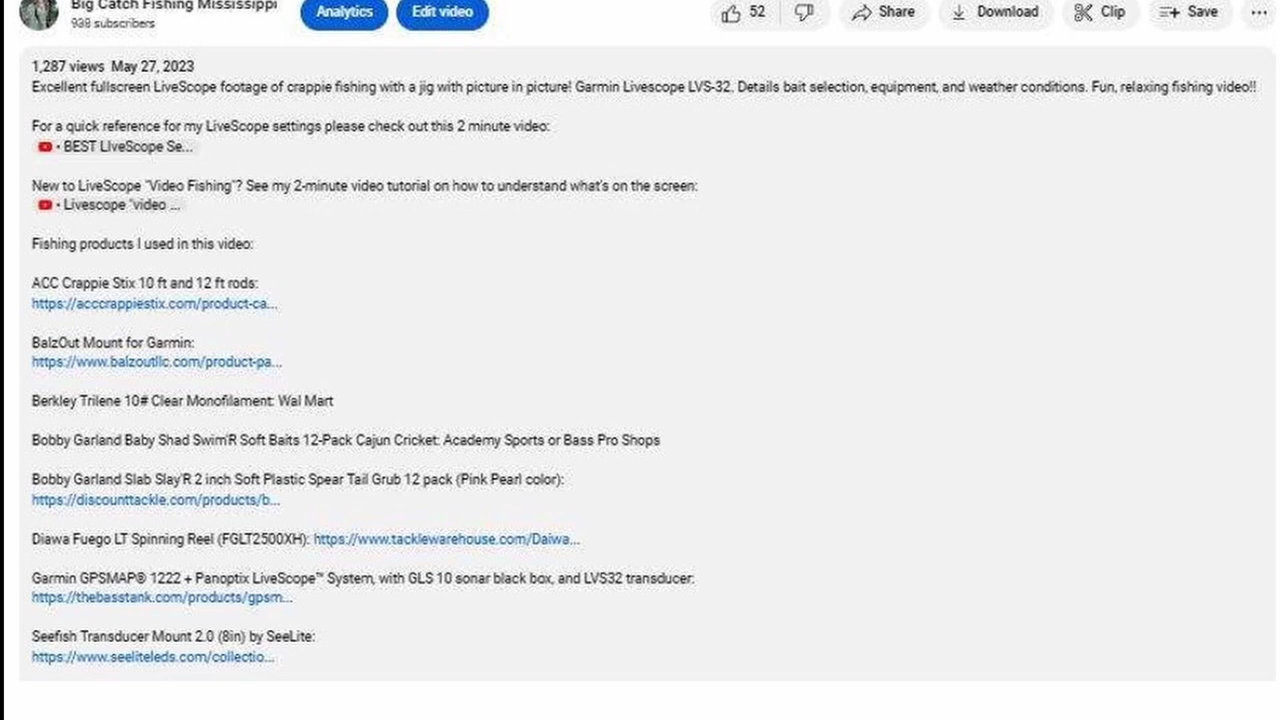 Big Catch Fishing Mississippi
938 subscribers
Analytics
Edit video
52
Share
Download
Clip
Save
1,287 views May 27, 2023
Excellent fullscreen LiveScope footage of crappie fishing with a jig with picture in picture! Garmin Livescope LVS-32. Details bait selection, equipment, and weather conditions. Fun, relaxing fishing video!!
For a quick reference for my LiveScope settings please check out this 2 minute video:
• BEST LIveScope Se...
New to LiveScope "Video Fishing"? See my 2-minute video tutorial on how to understand what's on the screen:
• Livescope "video ...
Fishing products I used in this video:
ACC Crappie Stix 10 ft and 12 ft rods:
https://acccrappiestix.com/product-ca...
BalzOut Mount for Garmin:
https://www.balzoutllc.com/product-pa...
Berkley Trilene 10# Clear Monofilament: Wal Mart
Bobby Garland Baby Shad Swim'R Soft Baits 12-Pack Cajun Cricket: Academy Sports or Bass Pro Shops
Bobby Garland Slab Slay'R 2 inch Soft Plastic Spear Tail Grub 12 pack (Pink Pearl color):
https://discounttackle.com/products/b...
Diawa Fuego LT Spinning Reel (FGLT2500XH): https://www.tacklewarehouse.com/Daiwa...
Garmin GPSMAP® 1222 + Panoptix LiveScope™ System, with GLS 10 sonar black box, and LVS32 transducer:
https://thebasstank.com/products/gpsm...
Seefish Transducer Mount 2.0 (8in) by SeeLite:
https://www.seeliteleds.com/collectio...